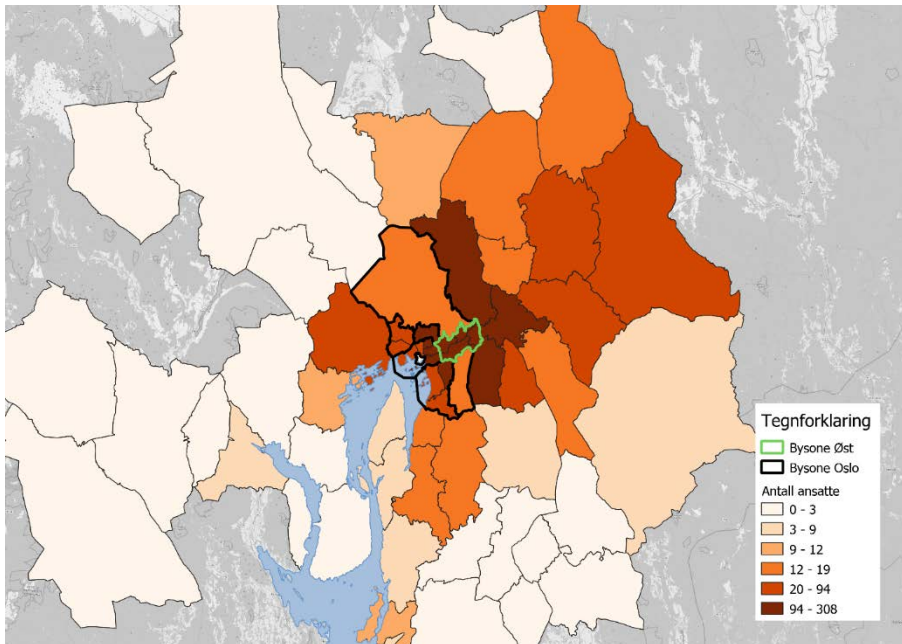 Tegnforklaring
Bysone Øst
Bysone Oslo
Antall ansatte
0 - 3
3 - 9
9 - 12
12 - 19
20 - 94
94 - 308